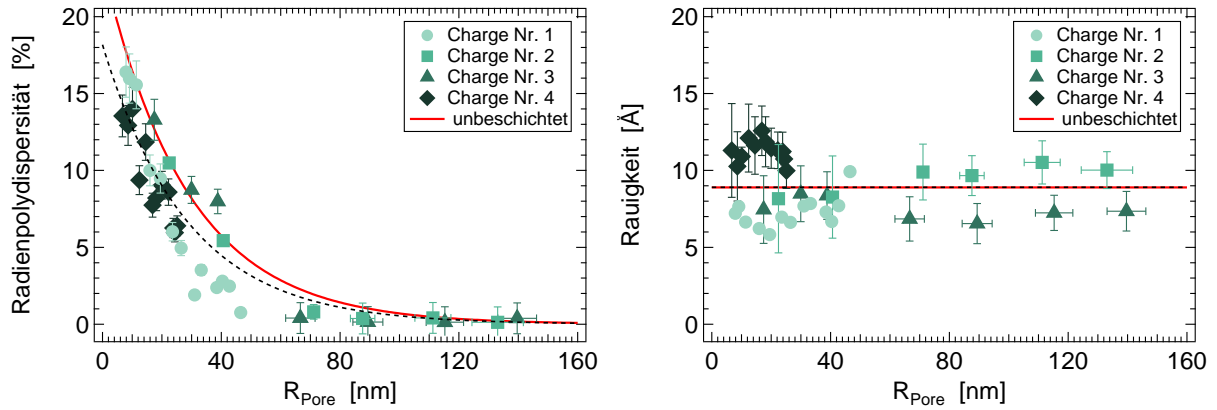 20
15
10
5
0
Radienpolydispersität [%]
0 40 80 120 160
R_Pore [nm]
Charge Nr. 1
Charge Nr. 2
Charge Nr. 3
Charge Nr. 4
unbeschichtet
20
15
10
5
0
Rauigkeit [Å]
0 40 80 120 160
R_Pore [nm]
Charge Nr. 1
Charge Nr. 2
Charge Nr. 3
Charge Nr. 4
unbeschichtet